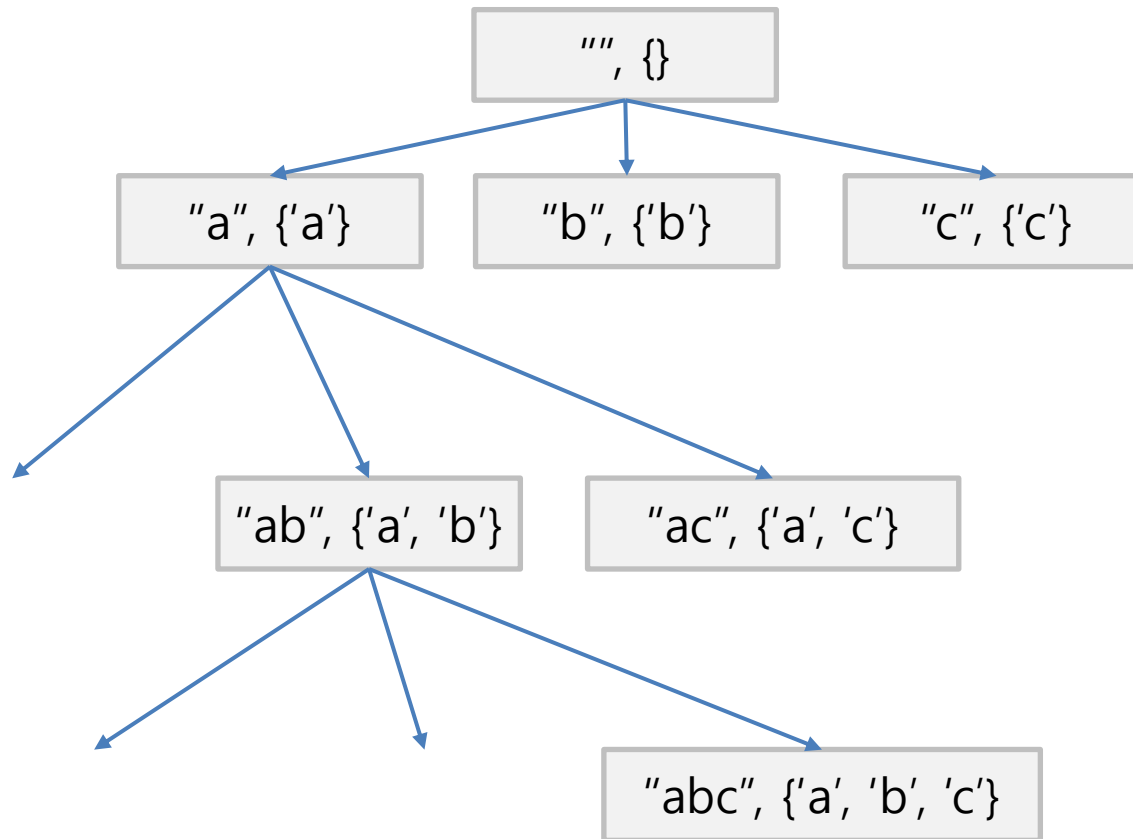 “”, {}
“a”, {‘a’}
“b”, {‘b’}
“c”, {‘c’}
“ab”, {‘a’, ‘b’}
“ac”, {‘a’, ‘c’}
“abc”, {‘a’, ‘b’, ‘c’}